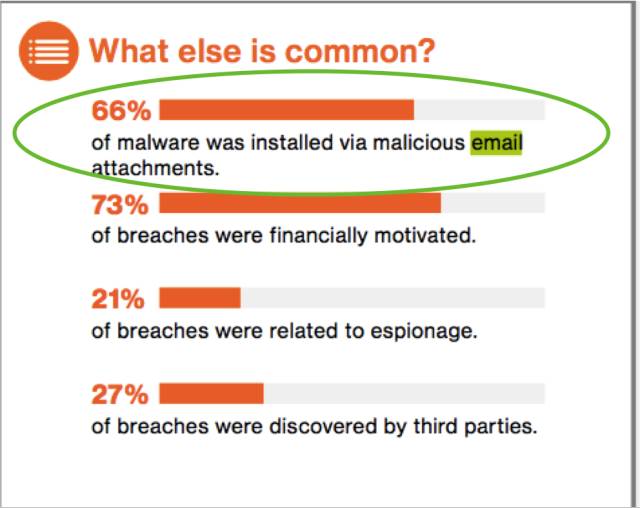 What else is common?
66%
of malware was installed via malicious email
attachments.
73%
of breaches were financially motivated.
21%
of breaches were related to espionage.
27%
of breaches were discovered by third parties.